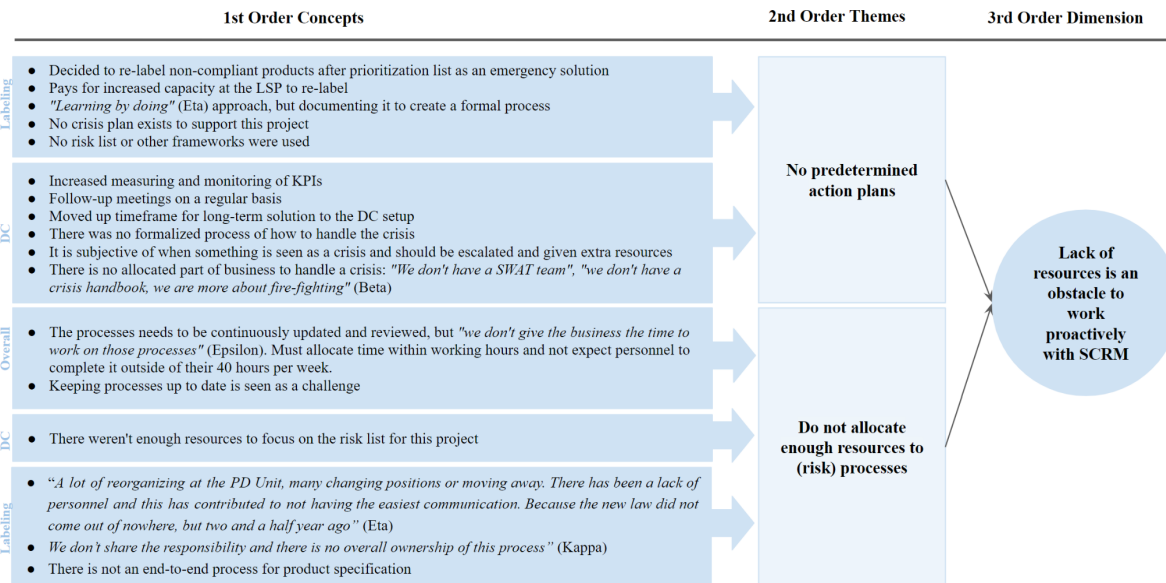 1st Order Concepts
2nd Order Themes
3rd Order Dimension
Labeling
● Decided to re-label non-compliant products after prioritization list as an emergency solution
● Pays for increased capacity at the LSP to re-label
● "Learning by doing" (Eta) approach, but documenting it to create a formal process
● No crisis plan exists to support this project
● No risk list or other frameworks were used
DC
● Increased measuring and monitoring of KPIs
● Follow-up meetings on a regular basis
● Moved up timeframe for long-term solution to the DC setup
● There was no formalized process of how to handle the crisis
● It is subjective of when something is seen as a crisis and should be escalated and given extra resources
● There is no allocated part of business to handle a crisis: "We don't have a SWAT team", "we don't have a
crisis handbook, we are more about fire-fighting" (Beta)
No predetermined
action plans
Overall
● The processes needs to be continuously updated and reviewed, but "we don't give the business the time to
work on those processes" (Epsilon). Must allocate time within working hours and not expect personnel to
complete it outside of their 40 hours per week.
● Keeping processes up to date is seen as a challenge
DC
● There weren't enough resources to focus on the risk list for this project
Labeling
● “A lot of reorganizing at the PD Unit, many changing positions or moving away. There has been a lack of
personnel and this has contributed to not having the easiest communication. Because the new law did not
come out of nowhere, but two and a half year ago” (Eta)
● We don’t share the responsibility and there is no overall ownership of this process” (Kappa)
● There is not an end-to-end process for product specification
Do not allocate
enough resources to
(risk) processes
Lack of
resources is an
obstacle to
work
proactively
with SCRM